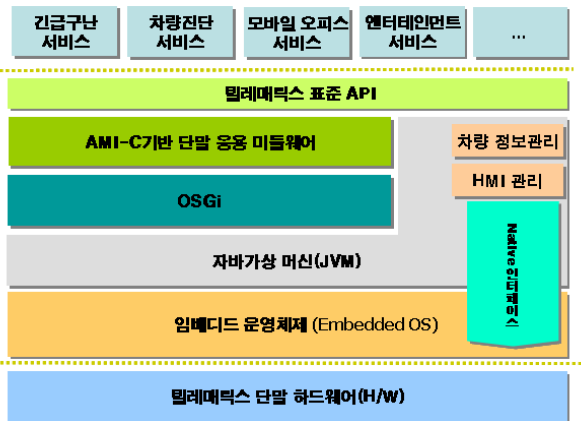 긴급구난
서비스
차량진단
서비스
모바일 오피스
서비스
엔터테인먼트
서비스
...
텔레매틱스 표준 API
AMI-C기반 단말 응용 미들웨어
차량 정보관리
HMI 관리
OSGi
Native 인터페이스
자바가상 머신(JVM)
임베디드 운영체제 (Embedded OS)
텔레매틱스 단말 하드웨어(H/W)